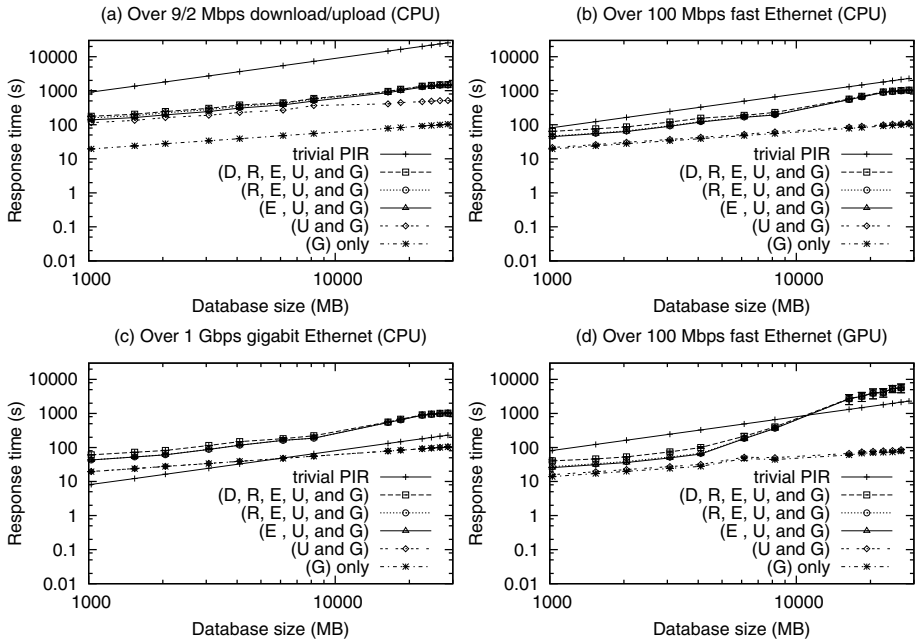 (a) Over 9/2 Mbps download/upload (CPU)
Response time (s)
10000
1000
100
10
1
0.1
0.01
trivial PIR
(D, R, E, U, and G)
(R, E, U, and G)
(E , U, and G)
(U and G)
(G) only
1000
10000
Database size (MB)
(b) Over 100 Mbps fast Ethernet (CPU)
Response time (s)
10000
1000
100
10
1
0.1
0.01
trivial PIR
(D, R, E, U, and G)
(R, E, U, and G)
(E , U, and G)
(U and G)
(G) only
1000
10000
Database size (MB)
(c) Over 1 Gbps gigabit Ethernet (CPU)
Response time (s)
10000
1000
100
10
1
0.1
0.01
trivial PIR
(D, R, E, U, and G)
(R, E, U, and G)
(E , U, and G)
(U and G)
(G) only
1000
10000
Database size (MB)
(d) Over 100 Mbps fast Ethernet (GPU)
Response time (s)
10000
1000
100
10
1
0.1
0.01
trivial PIR
(D, R, E, U, and G)
(R, E, U, and G)
(E , U, and G)
(U and G)
(G) only
1000
10000
Database size (MB)